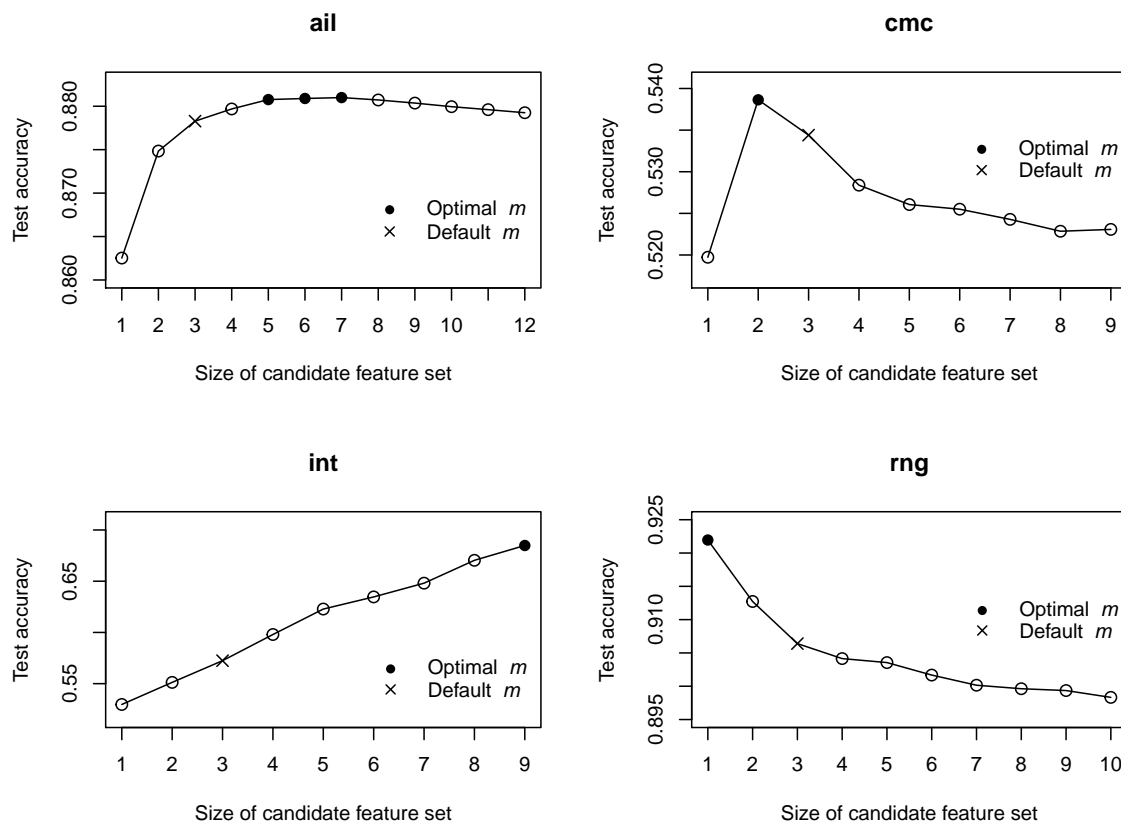 ail
0.860 0.870 0.880
Test accuracy
Optimal m
Default m
1 2 3 4 5 6 7 8 9 10 12
Size of candidate feature set
cmc
0.520 0.530 0.540
Test accuracy
Optimal m
Default m
1 2 3 4 5 6 7 8 9
Size of candidate feature set
int
0.55 0.65
Test accuracy
Optimal m
Default m
1 2 3 4 5 6 7 8 9
Size of candidate feature set
rng
0.895 0.910 0.925
Test accuracy
Optimal m
Default m
1 2 3 4 5 6 7 8 9 10
Size of candidate feature set